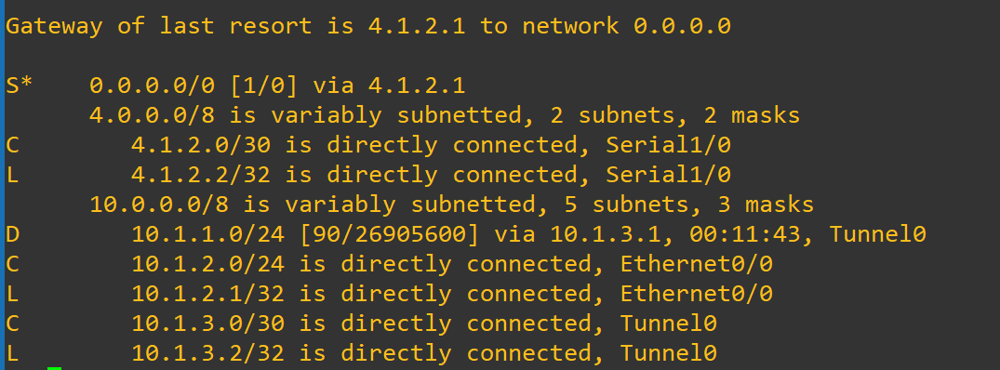 Gateway of last resort is 4.1.2.1 to network 0.0.0.0
S*    0.0.0.0/0 [1/0] via 4.1.2.1
      4.0.0.0/8 is variably subnetted, 2 subnets, 2 masks
C        4.1.2.0/30 is directly connected, Serial1/0
L        4.1.2.2/32 is directly connected, Serial1/0
      10.0.0.0/8 is variably subnetted, 5 subnets, 3 masks
D        10.1.1.0/24 [90/26905600] via 10.1.3.1, 00:11:43, Tunnel0
C        10.1.2.0/24 is directly connected, Ethernet0/0
L        10.1.2.1/32 is directly connected, Ethernet0/0
C        10.1.3.0/30 is directly connected, Tunnel0
L        10.1.3.2/32 is directly connected, Tunnel0